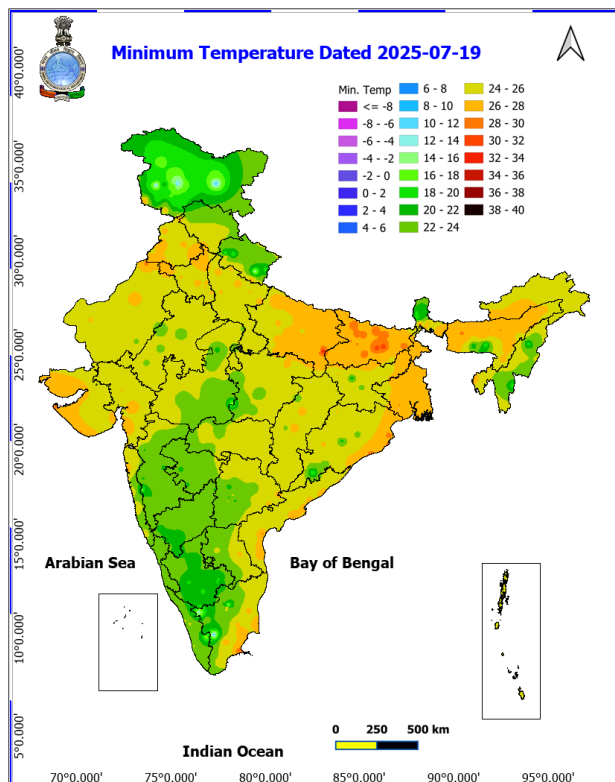 Minimum Temperature Dated 2025-07-19
Min. Temp
<= -8
-8 - -6
-6 - -4
-4 - -2
-2 - 0
0 - 2
2 - 4
4 - 6
6 - 8
8 - 10
10 - 12
12 - 14
14 - 16
16 - 18
18 - 20
20 - 22
22 - 24
24 - 26
26 - 28
28 - 30
30 - 32
32 - 34
34 - 36
36 - 38
38 - 40
40°0.000'
35°0.000'
30°0.000'
25°0.000'
20°0.000'
15°0.000'
10°0.000'
5°0.000'
Arabian Sea
Bay of Bengal
0 250 500 km
Indian Ocean
70°0.000' 75°0.000' 80°0.000' 85°0.000' 90°0.000' 95°0.000'